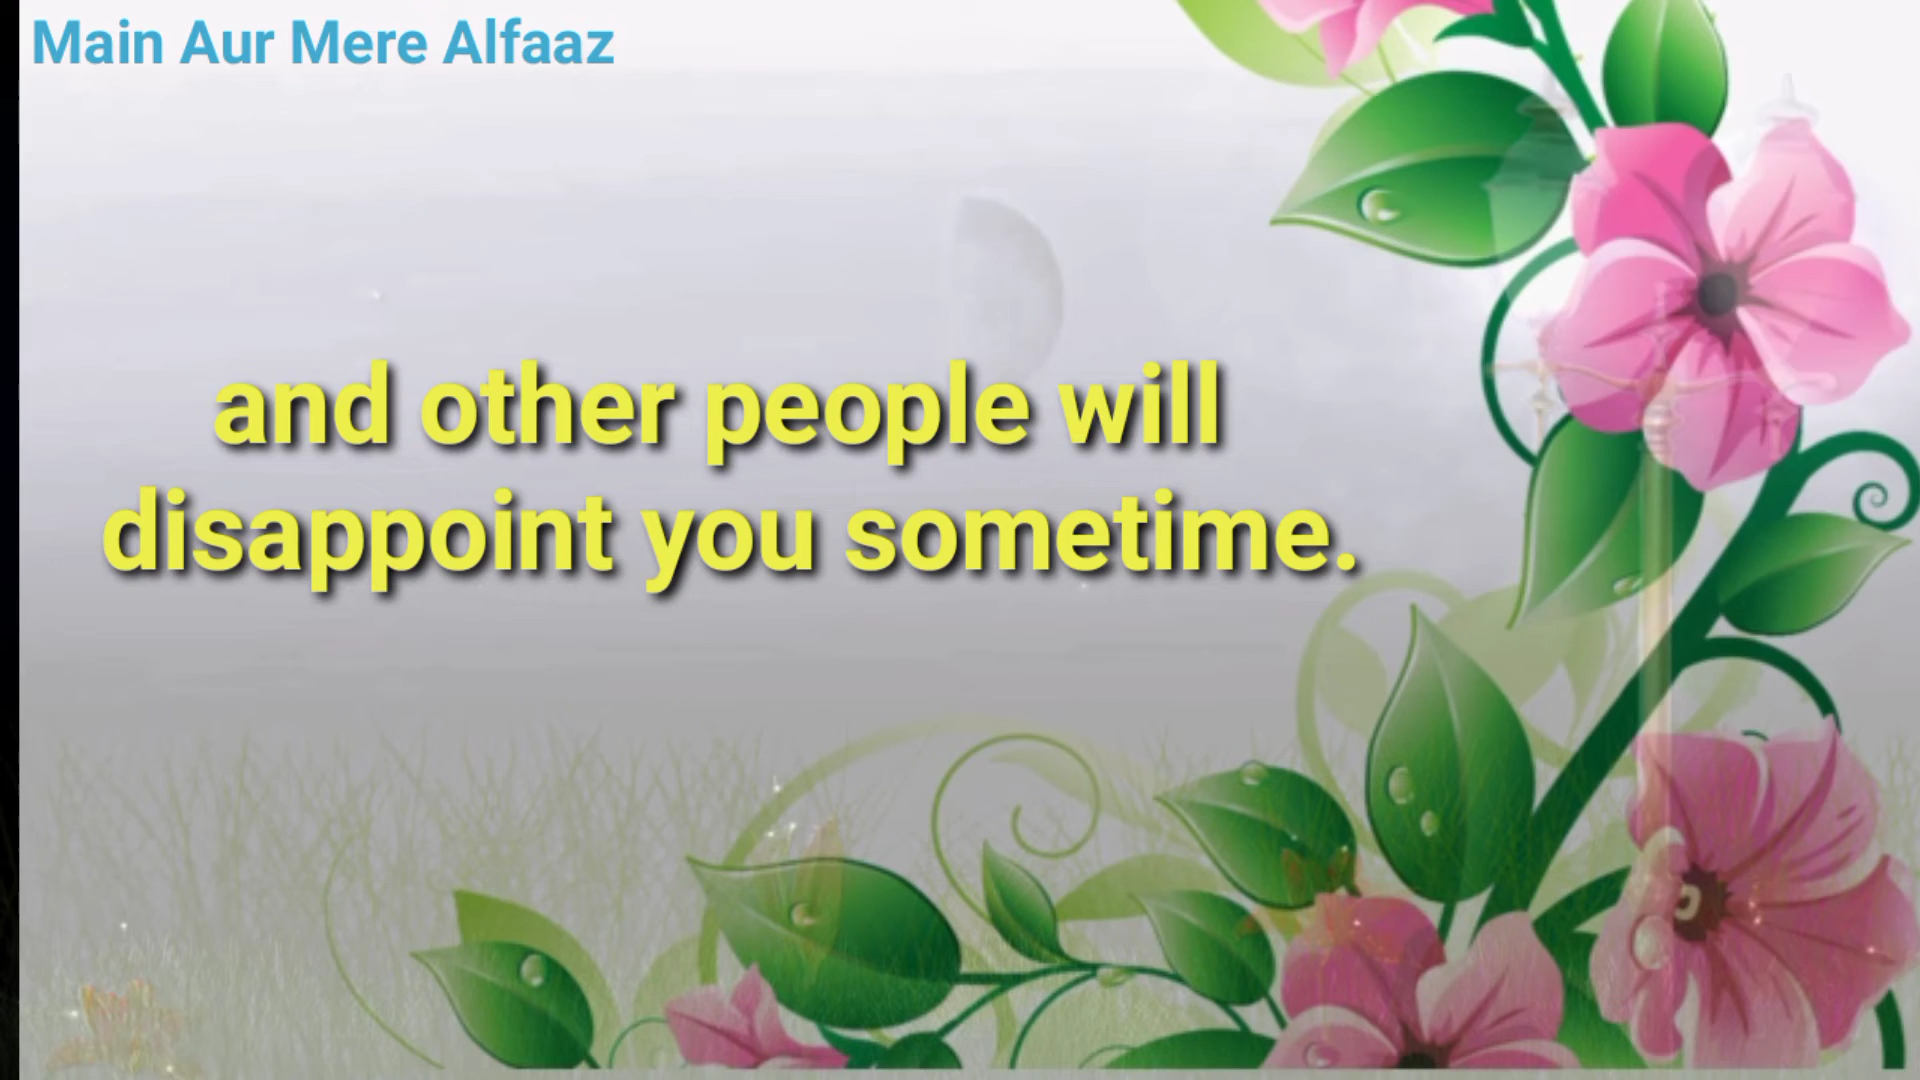 Main Aur Mere Alfaaz
and other people will
disappoint you sometime.